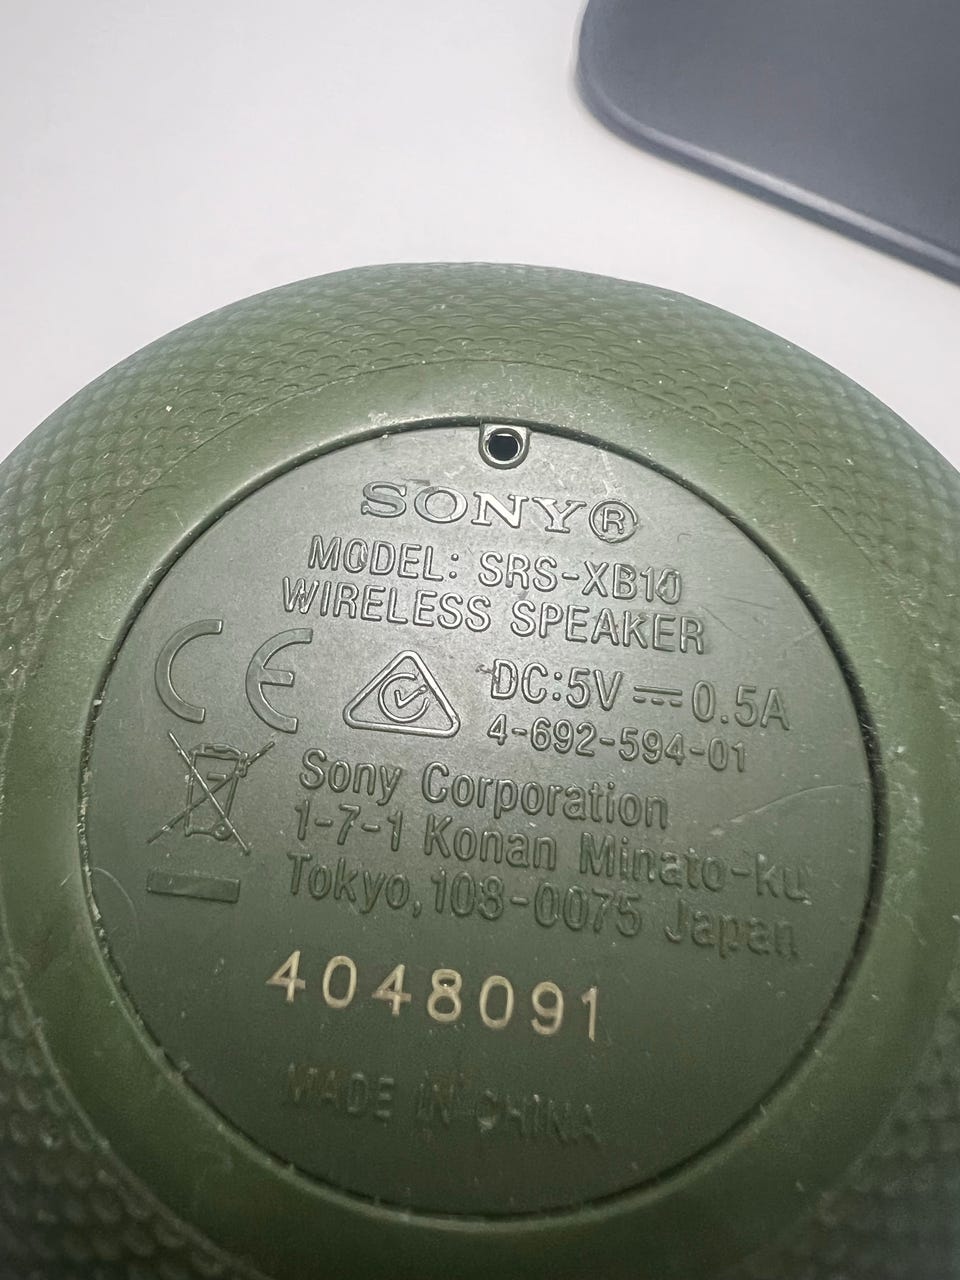 SONY®
MODEL: SRS-XB10
WIRELESS SPEAKER
CE
DC:5V ⎓ 0.5A
4-692-594-01
Sony Corporation
1-7-1 Konan Minato-ku
Tokyo, 108-0075 Japan
4048091
MADE IN CHINA